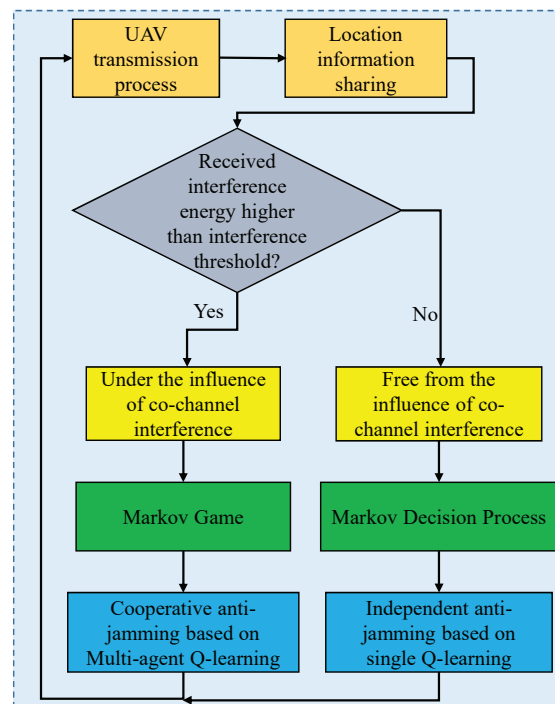 UAV
transmission
process
Location
information
sharing
Received
interference
energy higher
than interference
threshold?
Yes
No
Under the influence
of co-channel
interference
Free from the
influence of co-
channel interference
Markov Game
Markov Decision Process
Cooperative anti-
jamming based on
Multi-agent Q-learning
Independent anti-
jamming based on
single Q-learning